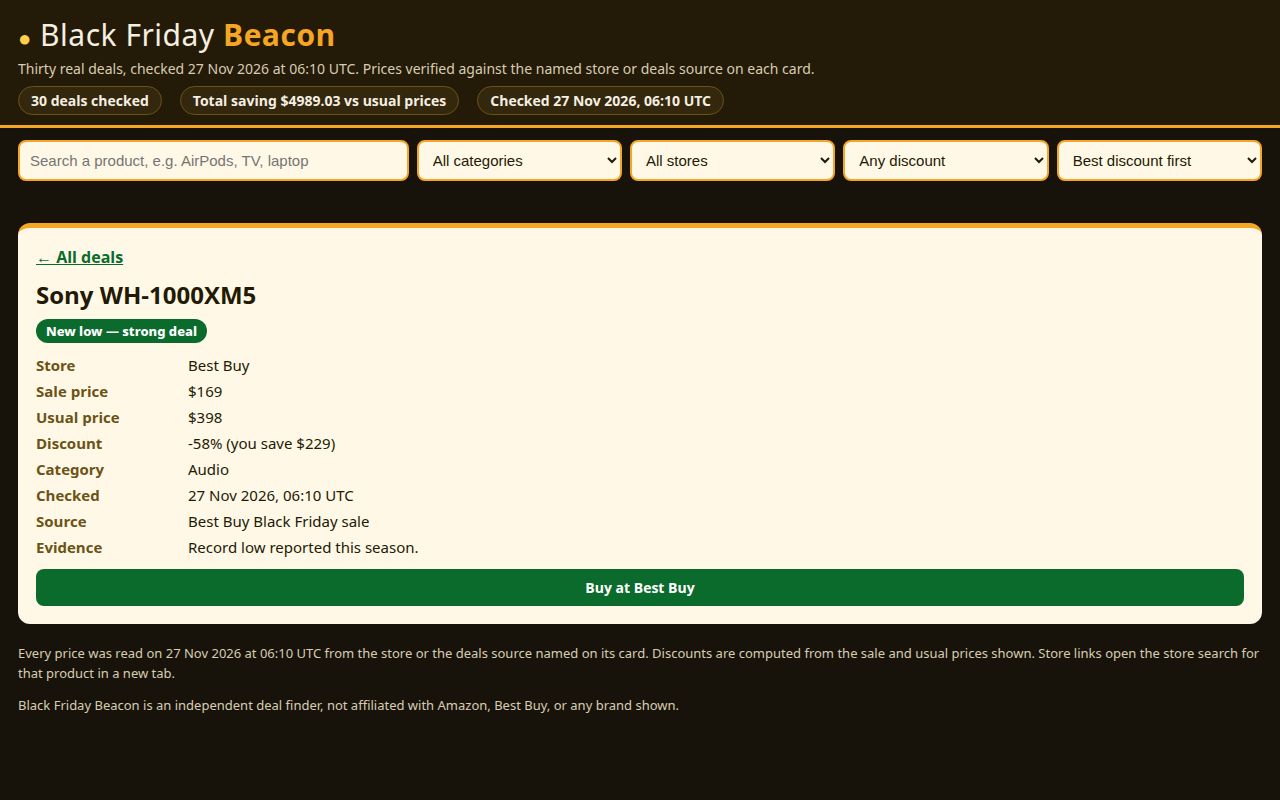 ● Black Friday Beacon
Thirty real deals, checked 27 Nov 2026 at 06:10 UTC. Prices verified against the named store or deals source on each card.
30 deals checked
Total saving $4989.03 vs usual prices
Checked 27 Nov 2026, 06:10 UTC
Search a product, e.g. AirPods, TV, laptop
All categories
All stores
Any discount
Best discount first
← All deals
Sony WH-1000XM5
New low — strong deal
Store Best Buy
Sale price $169
Usual price $398
Discount -58% (you save $229)
Category Audio
Checked 27 Nov 2026, 06:10 UTC
Source Best Buy Black Friday sale
Evidence Record low reported this season.
Buy at Best Buy
Every price was read on 27 Nov 2026 at 06:10 UTC from the store or the deals source named on its card. Discounts are computed from the sale and usual prices shown. Store links open the store search for
that product in a new tab.
Black Friday Beacon is an independent deal finder, not affiliated with Amazon, Best Buy, or any brand shown.